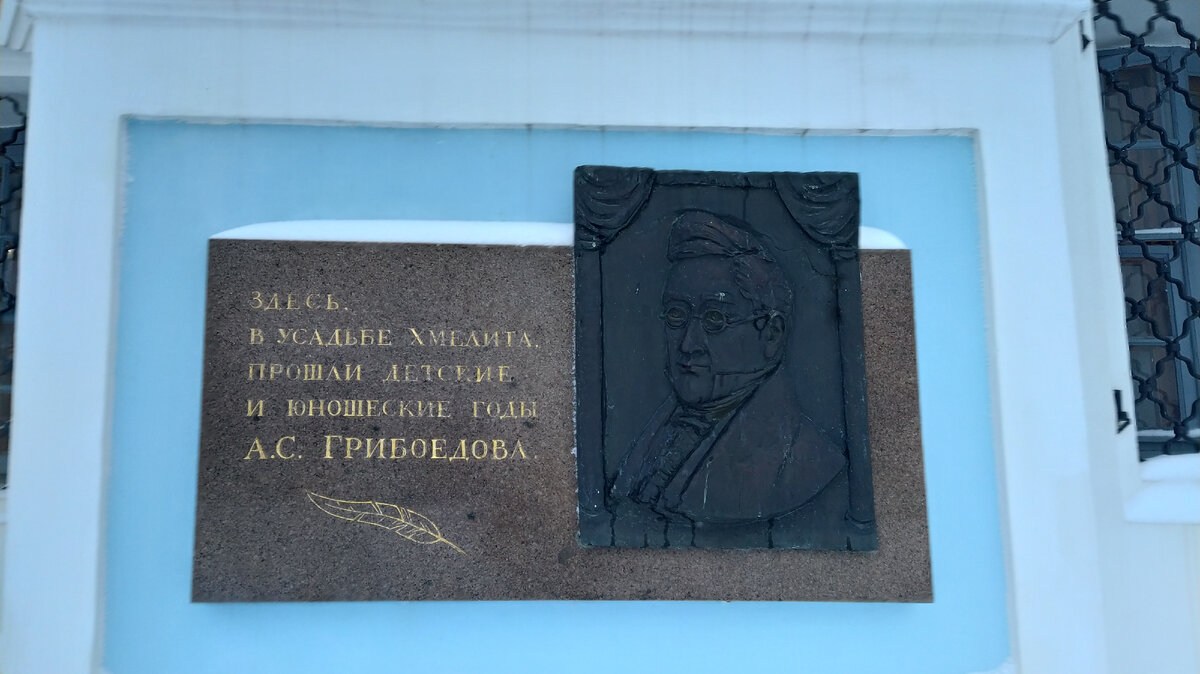 Здесь,
в усадьбе Хмелита,
прошли детские
и юношеские годы
А.С. Грибоедова.